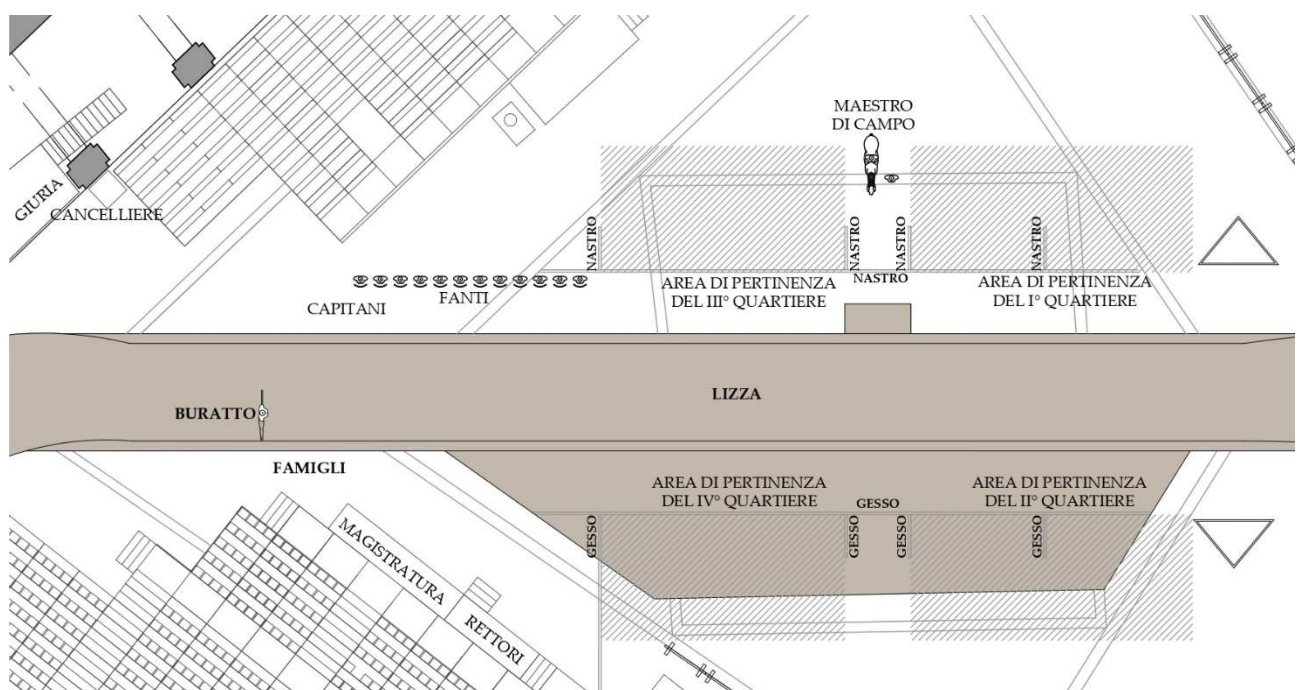 MAESTRO
DI CAMPO
GIURIA
CANCELLIERE
NASTRO
NASTRO
NASTRO
NASTRO
NASTRO
AREA DI PERTINENZA
DEL III° QUARTIERE
AREA DI PERTINENZA
DEL I° QUARTIERE
CAPITANI
FANTI
LIZZA
BURATTO
FAMIGLI
AREA DI PERTINENZA
DEL IV° QUARTIERE
GESSO
AREA DI PERTINENZA
DEL II° QUARTIERE
GESSO
GESSO
GESSO
GESSO
MAGISTRATURA
RETTORI